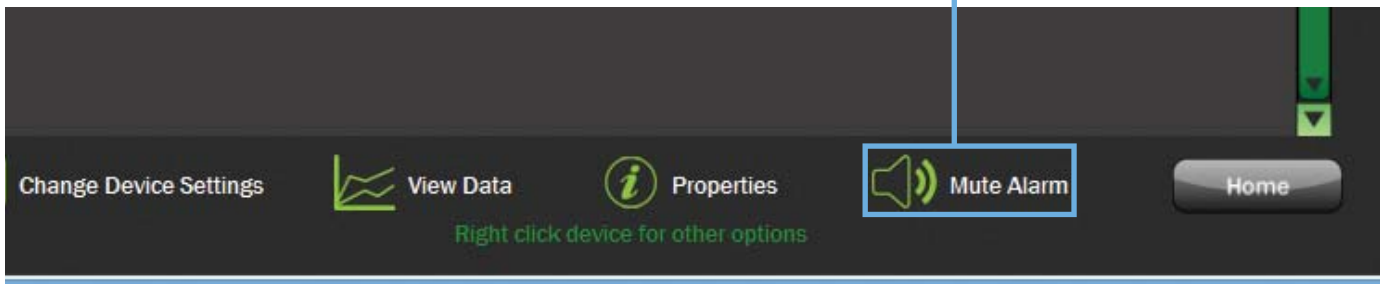 Change Device Settings
View Data
Properties
Mute Alarm
Home
Right click device for other options